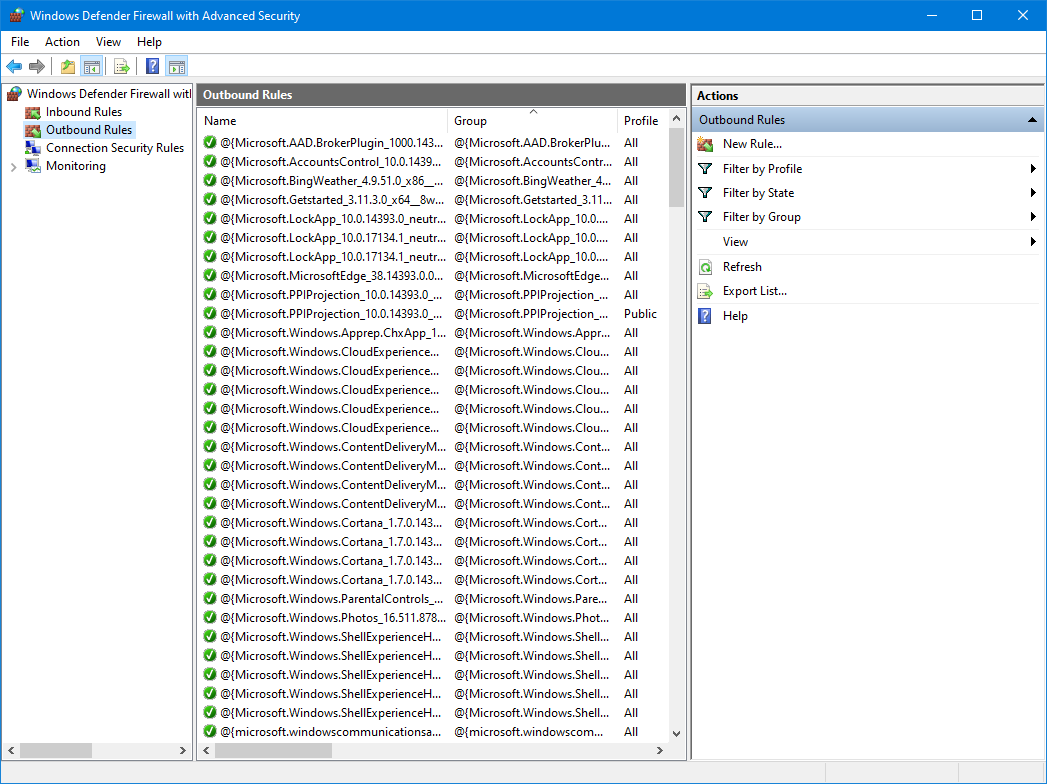 Windows Defender Firewall with Advanced Security
File Action View Help
Windows Defender Firewall witl
Inbound Rules
Outbound Rules
Connection Security Rules
Monitoring
Outbound Rules
Name Group Profile
@{Microsoft.AAD.BrokerPlugin_1000.143... @{Microsoft.AAD.BrokerPlu... All
@{Microsoft.AccountsControl_10.0.1439... @{Microsoft.AccountsContr... All
@{Microsoft.BingWeather_4.9.51.0_x86__... @{Microsoft.BingWeather_4... All
@{Microsoft.Getstarted_3.11.3.0_x64__8w... @{Microsoft.Getstarted_3.11... All
@{Microsoft.LockApp_10.0.14393.0_neutr... @{Microsoft.LockApp_10.0.... All
@{Microsoft.LockApp_10.0.17134.1_neutr... @{Microsoft.LockApp_10.0.... All
@{Microsoft.LockApp_10.0.17134.1_neutr... @{Microsoft.LockApp_10.0.... All
@{Microsoft.MicrosoftEdge_38.14393.0.0... @{Microsoft.MicrosoftEdge... All
@{Microsoft.PPIProjection_10.0.14393.0_... @{Microsoft.PPIProjection_... All
@{Microsoft.PPIProjection_10.0.14393.0_... @{Microsoft.PPIProjection_... Public
@{Microsoft.Windows.Apprep.ChxApp_1... @{Microsoft.Windows.Appr... All
@{Microsoft.Windows.CloudExperience... @{Microsoft.Windows.Clou... All
@{Microsoft.Windows.CloudExperience... @{Microsoft.Windows.Clou... All
@{Microsoft.Windows.CloudExperience... @{Microsoft.Windows.Clou... All
@{Microsoft.Windows.CloudExperience... @{Microsoft.Windows.Clou... All
@{Microsoft.Windows.CloudExperience... @{Microsoft.Windows.Clou... All
@{Microsoft.Windows.ContentDeliveryM... @{Microsoft.Windows.Cont... All
@{Microsoft.Windows.ContentDeliveryM... @{Microsoft.Windows.Cont... All
@{Microsoft.Windows.ContentDeliveryM... @{Microsoft.Windows.Cont... All
@{Microsoft.Windows.ContentDeliveryM... @{Microsoft.Windows.Cont... All
@{Microsoft.Windows.Cortana_1.7.0.143... @{Microsoft.Windows.Cort... All
@{Microsoft.Windows.Cortana_1.7.0.143... @{Microsoft.Windows.Cort... All
@{Microsoft.Windows.Cortana_1.7.0.143... @{Microsoft.Windows.Cort... All
@{Microsoft.Windows.Cortana_1.7.0.143... @{Microsoft.Windows.Cort... All
@{Microsoft.Windows.ParentalControls_... @{Microsoft.Windows.Pare... All
@{Microsoft.Windows.Photos_16.511.878... @{Microsoft.Windows.Phot... All
@{Microsoft.Windows.ShellExperienceH... @{Microsoft.Windows.Shell... All
@{Microsoft.Windows.ShellExperienceH... @{Microsoft.Windows.Shell... All
@{Microsoft.Windows.ShellExperienceH... @{Microsoft.Windows.Shell... All
@{Microsoft.Windows.ShellExperienceH... @{Microsoft.Windows.Shell... All
@{Microsoft.Windows.ShellExperienceH... @{Microsoft.Windows.Shell... All
@{microsoft.windowscommunicationsa... @{microsoft.windowscom... All
Actions
Outbound Rules
New Rule...
Filter by Profile
Filter by State
Filter by Group
View
Refresh
Export List...
Help